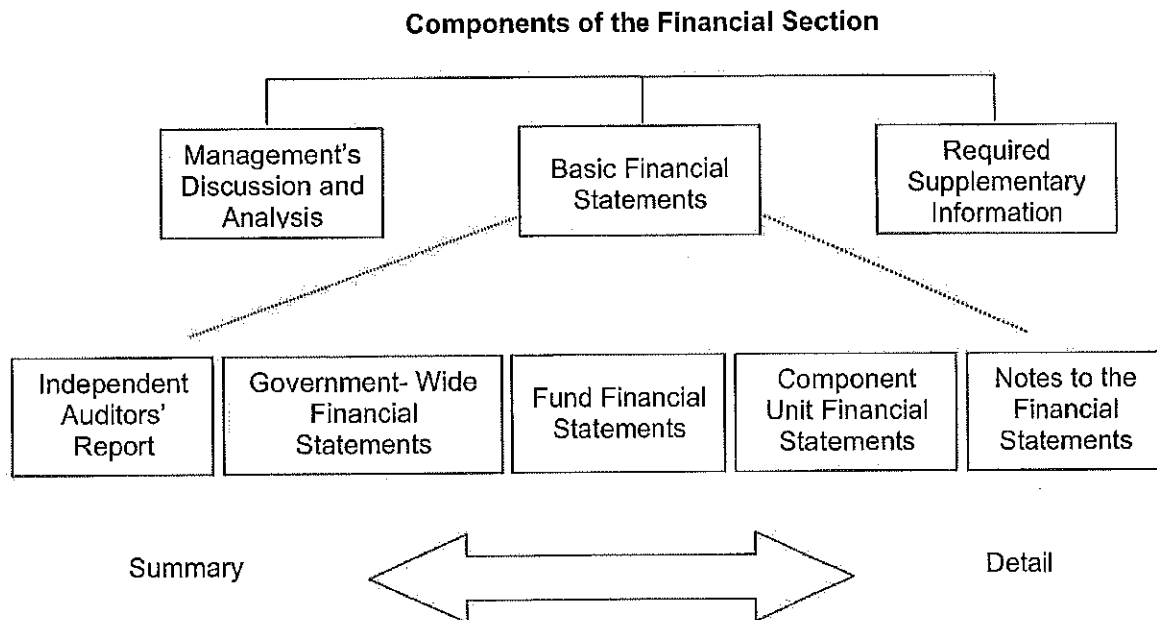 Components of the Financial Section
Management's
Discussion and
Analysis
Basic Financial
Statements
Required
Supplementary
Information
Independent
Auditors'
Report
Government- Wide
Financial
Statements
Fund Financial
Statements
Component
Unit Financial
Statements
Notes to the
Financial
Statements
Summary
Detail